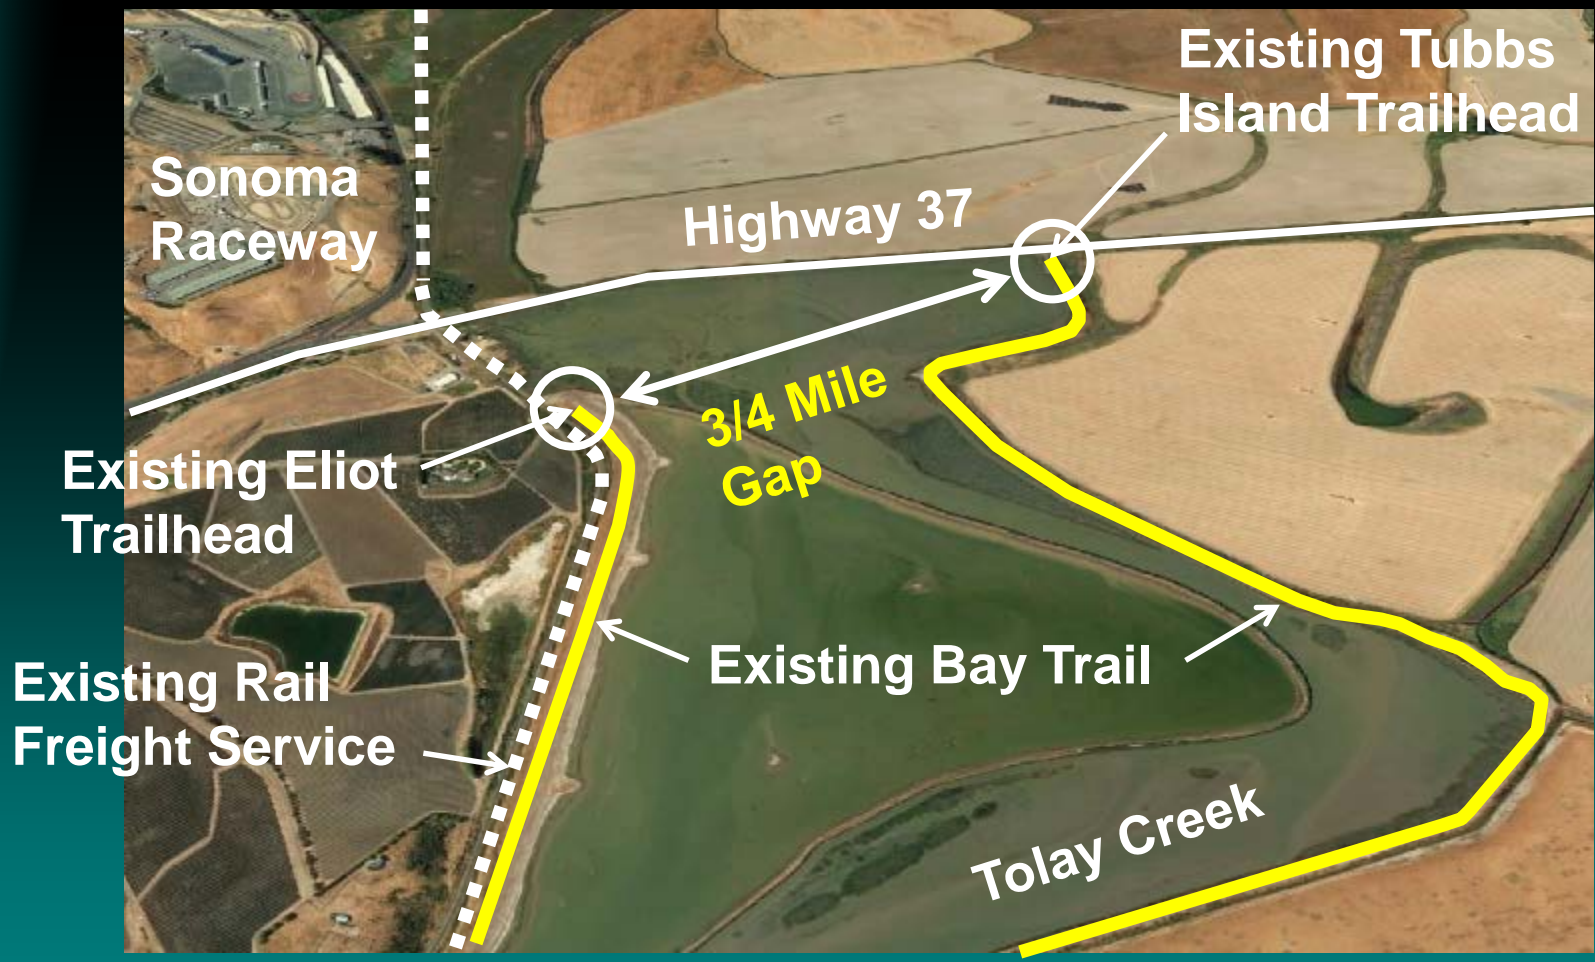 Existing Tubbs
Island Trailhead
Sonoma
Raceway
Highway 37
3/4 Mile
Gap
Existing Eliot
Trailhead
Existing Bay Trail
Existing Rail
Freight Service
Tolay Creek